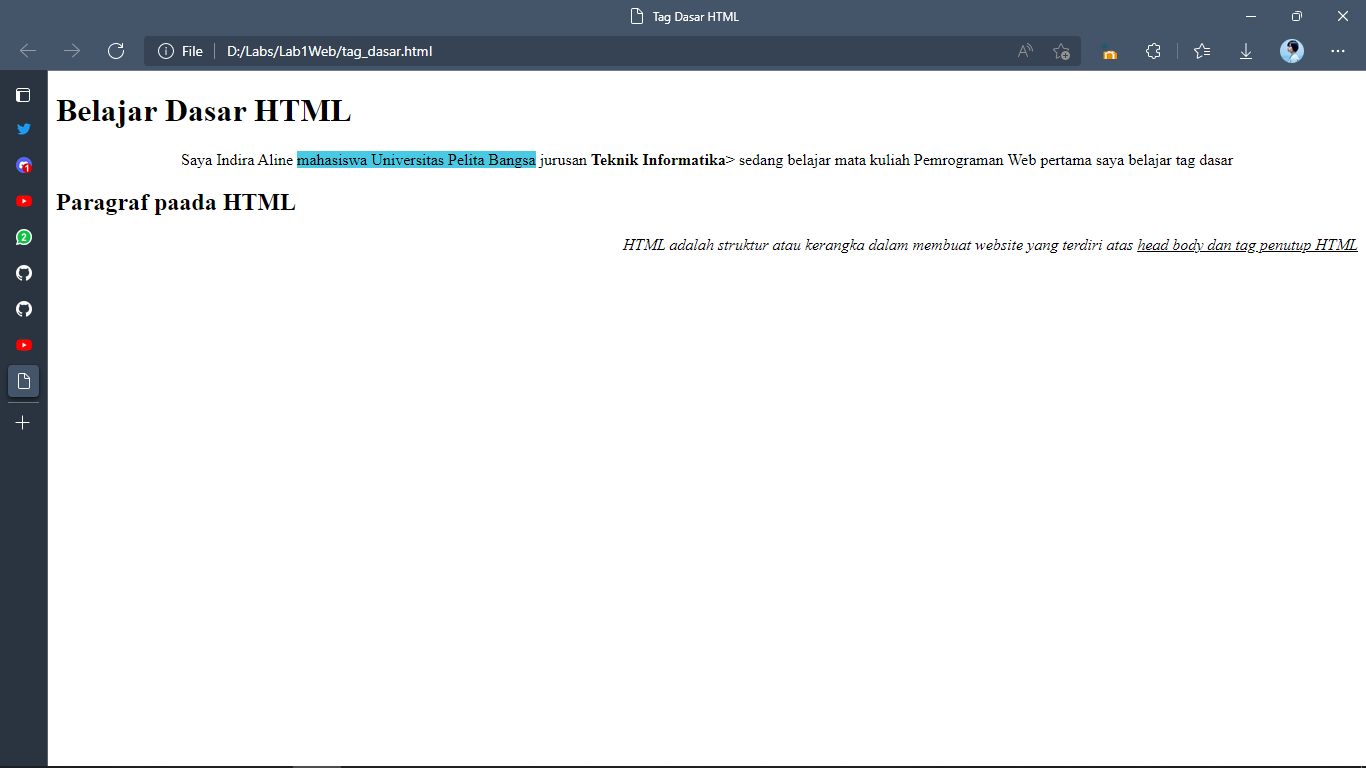 Tag Dasar HTML
File D:/Labs/Lab1Web/tag_dasar.html
Belajar Dasar HTML
Saya Indira Aline mahasiswa Universitas Pelita Bangsa jurusan Teknik Informatika> sedang belajar mata kuliah Pemrograman Web pertama saya belajar tag dasar
Paragraf paada HTML
HTML adalah struktur atau kerangka dalam membuat website yang terdiri atas head body dan tag penutup HTML
1
2